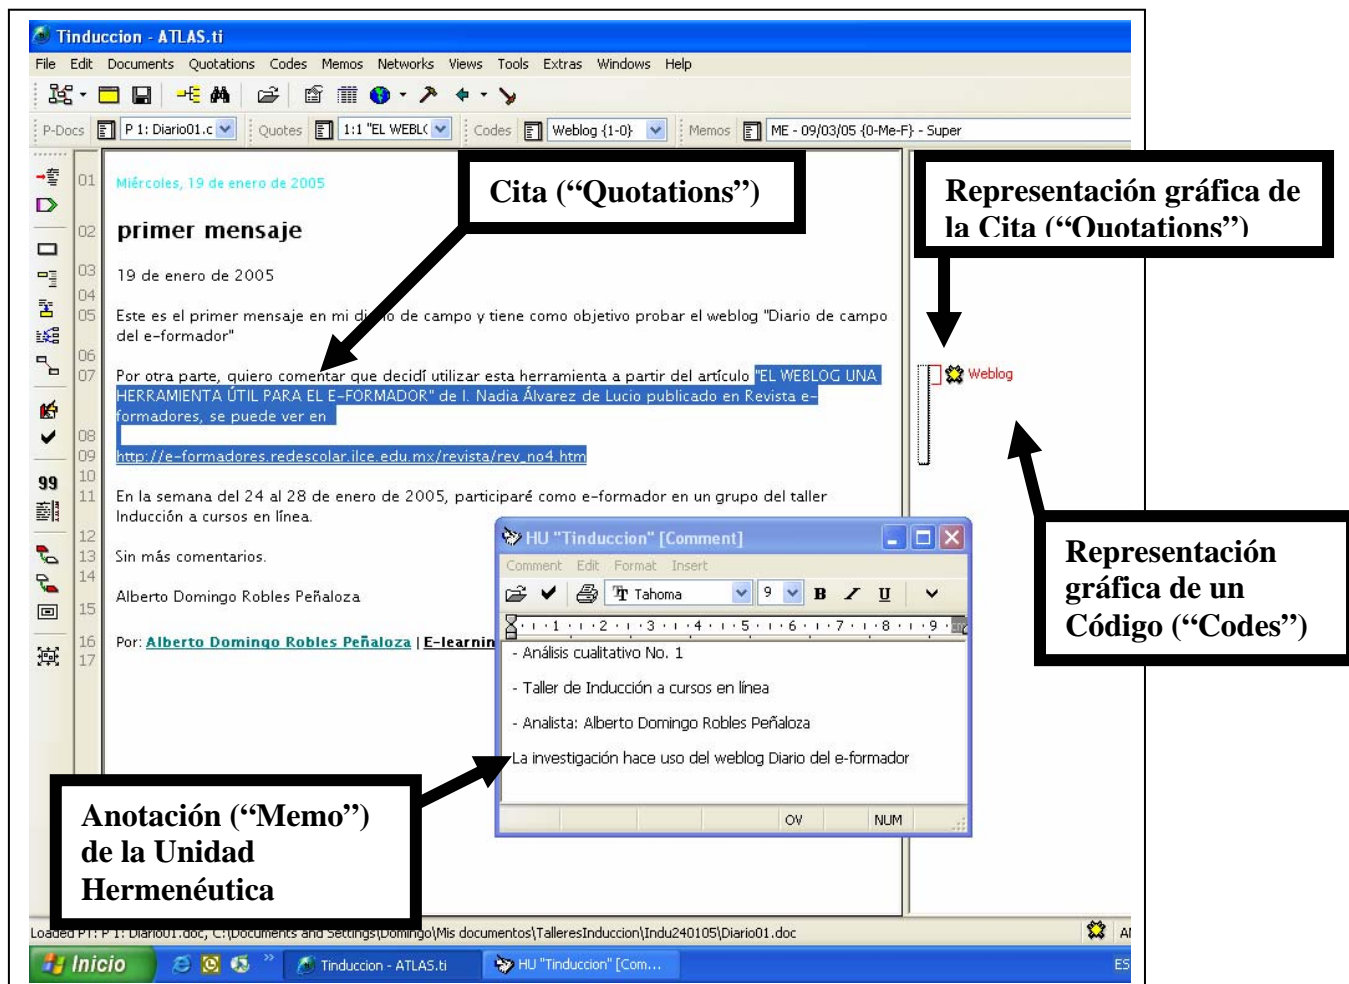 Tinduccion - ATLAS.ti
File Edit Documents Quotations Codes Memos Networks Views Tools Extras Windows Help
P-Docs P 1: Diario01.c Quotes 1:1 "EL WEBL( Codes Weblog {1-0} Memos ME - 09/03/05 {0-Me-F} - Super
Cita (“Quotations”)
Representación gráfica de
la Cita (“Quotations”)
01 Miércoles, 19 de enero de 2005
02 primer mensaje
03 19 de enero de 2005
04
05 Este es el primer mensaje en mi diario de campo y tiene como objetivo probar el weblog "Diario de campo
del e-formador"
06
07 Por otra parte, quiero comentar que decidí utilizar esta herramienta a partir del artículo "EL WEBLOG UNA
HERRAMIENTA ÚTIL PARA EL E-FORMADOR" de I. Nadia Álvarez de Lucio publicado en Revista e-
formadores, se puede ver en
08
09 http://e-formadores.redescolar.ilce.edu.mx/revista/rev_no4.htm
10
11 En la semana del 24 al 28 de enero de 2005, participaré como e-formador en un grupo del taller
Inducción a cursos en línea.
12
13 Sin más comentarios.
14
Alberto Domingo Robles Peñaloza
15
16 Por: Alberto Domingo Robles Peñaloza | E-learnin
17
99
Weblog
Representación
gráfica de un
Código (“Codes”)
HU "Tinduccion" [Comment]
Comment Edit Format Insert
Tahoma 9 B I U
1 2 3 4 5 6 7 8 9
- Análisis cualitativo No. 1
- Taller de Inducción a cursos en línea
- Analista: Alberto Domingo Robles Peñaloza
La investigación hace uso del weblog Diario del e-formador
OV NUM
Anotación (“Memo”)
de la Unidad
Hermenéutica
Loaded PT: P 1: Diario01.doc, C:\Documents and Settings\Domingo\Mis documentos\TalleresInduccion\Indu240105\Diario01.doc
Inicio Tinduccion - ATLAS.ti HU "Tinduccion" [Com... ES